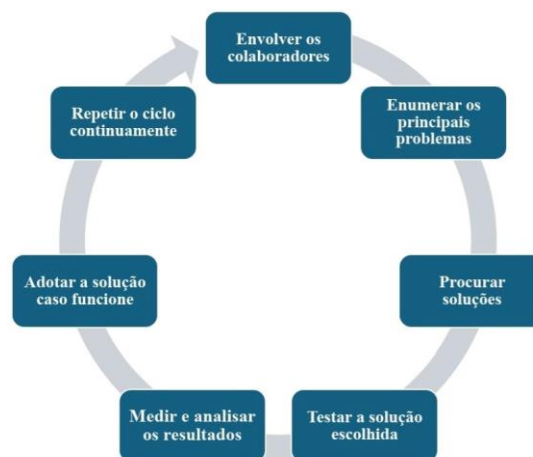 Envolver os
colaboradores
Enumerar os
principais
problemas
Procurar
soluções
Testar a solução
escolhida
Medir e analisar
os resultados
Adotar a solução
caso funcione
Repetir o ciclo
continuamente